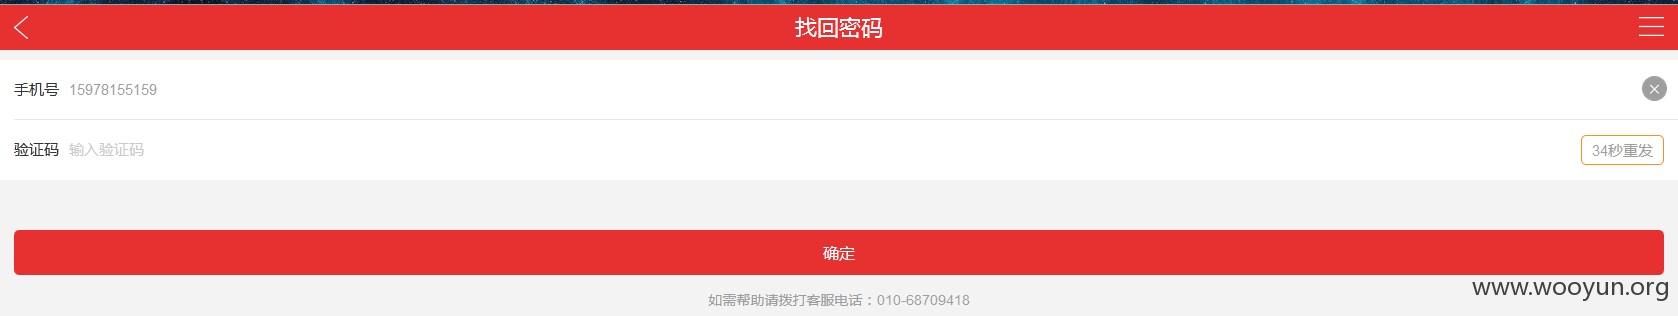 找回密码
手机号 15978155159
验证码 输入验证码 34秒重发
确定
如需帮助请拨打客服电话：010-68709418
www.wooyun.org